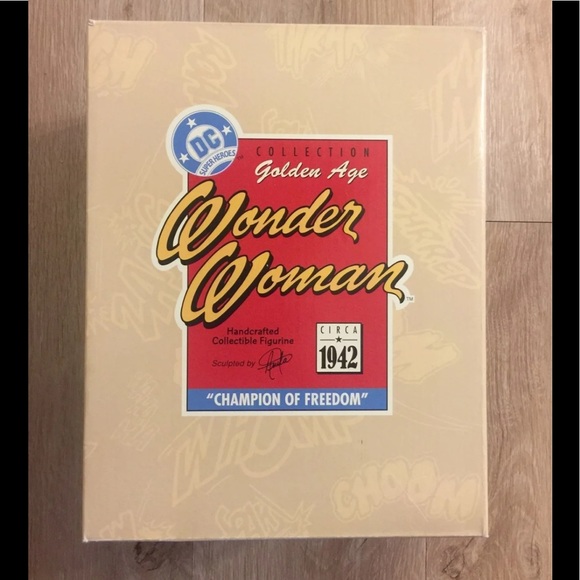 DC
SUPER HEROES
COLLECTION
Golden Age
Wonder
Woman
TM
Handcrafted
Collectible Figurine
Sculpted by
CIRCA
1942
"CHAMPION OF FREEDOM"
CHOOM